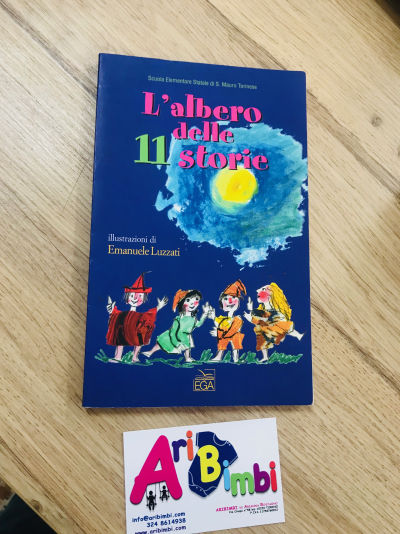 Scuola Elementare Statale di S. Mauro Torinese
L'albero
delle
11 storie
illustrazioni di
Emanuele Luzzati
EGA
AriBimbi
info@aribimbi.com
324 8614938
www.aribimbi.com
ARIBIMBI